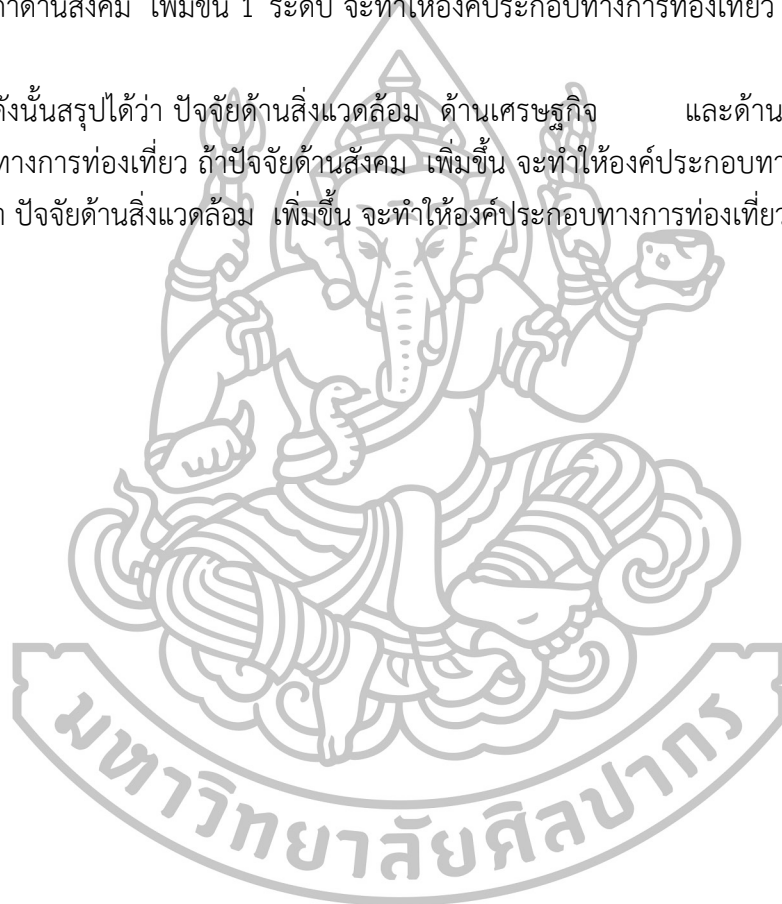 ด้านสังคม เพิ่มขึ้น 1 ระดับ จะทำให้องค์ประกอบทางการท่องเที่ยว
ดังนั้นสรุปได้ว่า ปัจจัยด้านสิ่งแวดล้อม ด้านเศรษฐกิจ และด้าน
ทางการท่องเที่ยว ถ้าปัจจัยด้านสังคม เพิ่มขึ้น จะทำให้องค์ประกอบทา
ปัจจัยด้านสิ่งแวดล้อม เพิ่มขึ้น จะทำให้องค์ประกอบทางการท่องเที่ยว
มหาวิทยาลัยศิลปากร